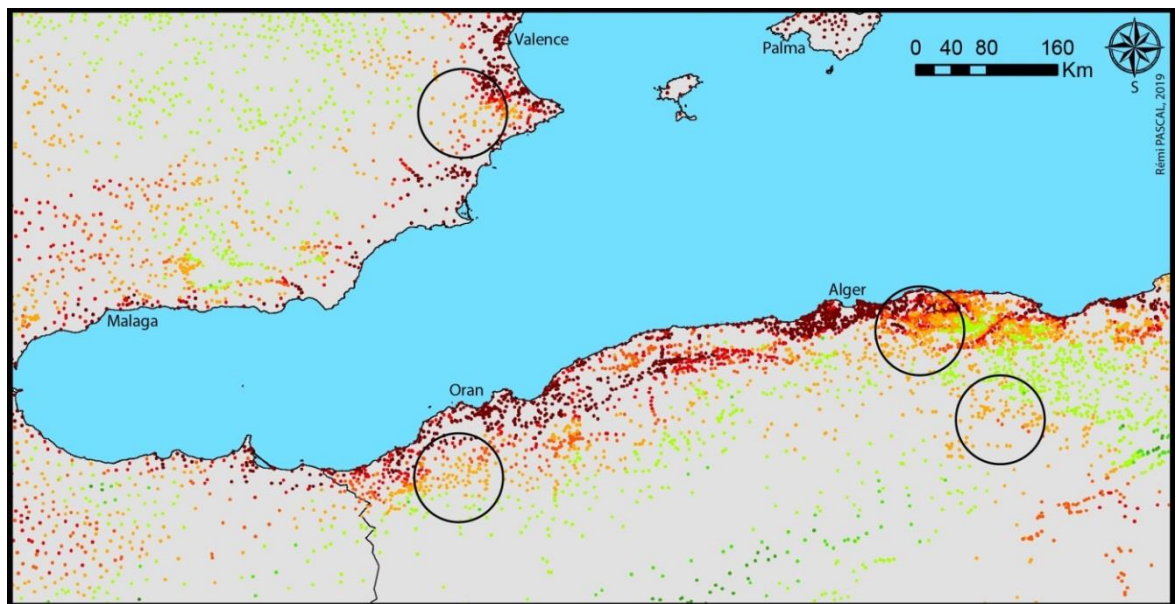 Valence
Palma
0 40 80 160
Km
S
Rémi PASCAL, 2019
Malaga
Alger
Oran